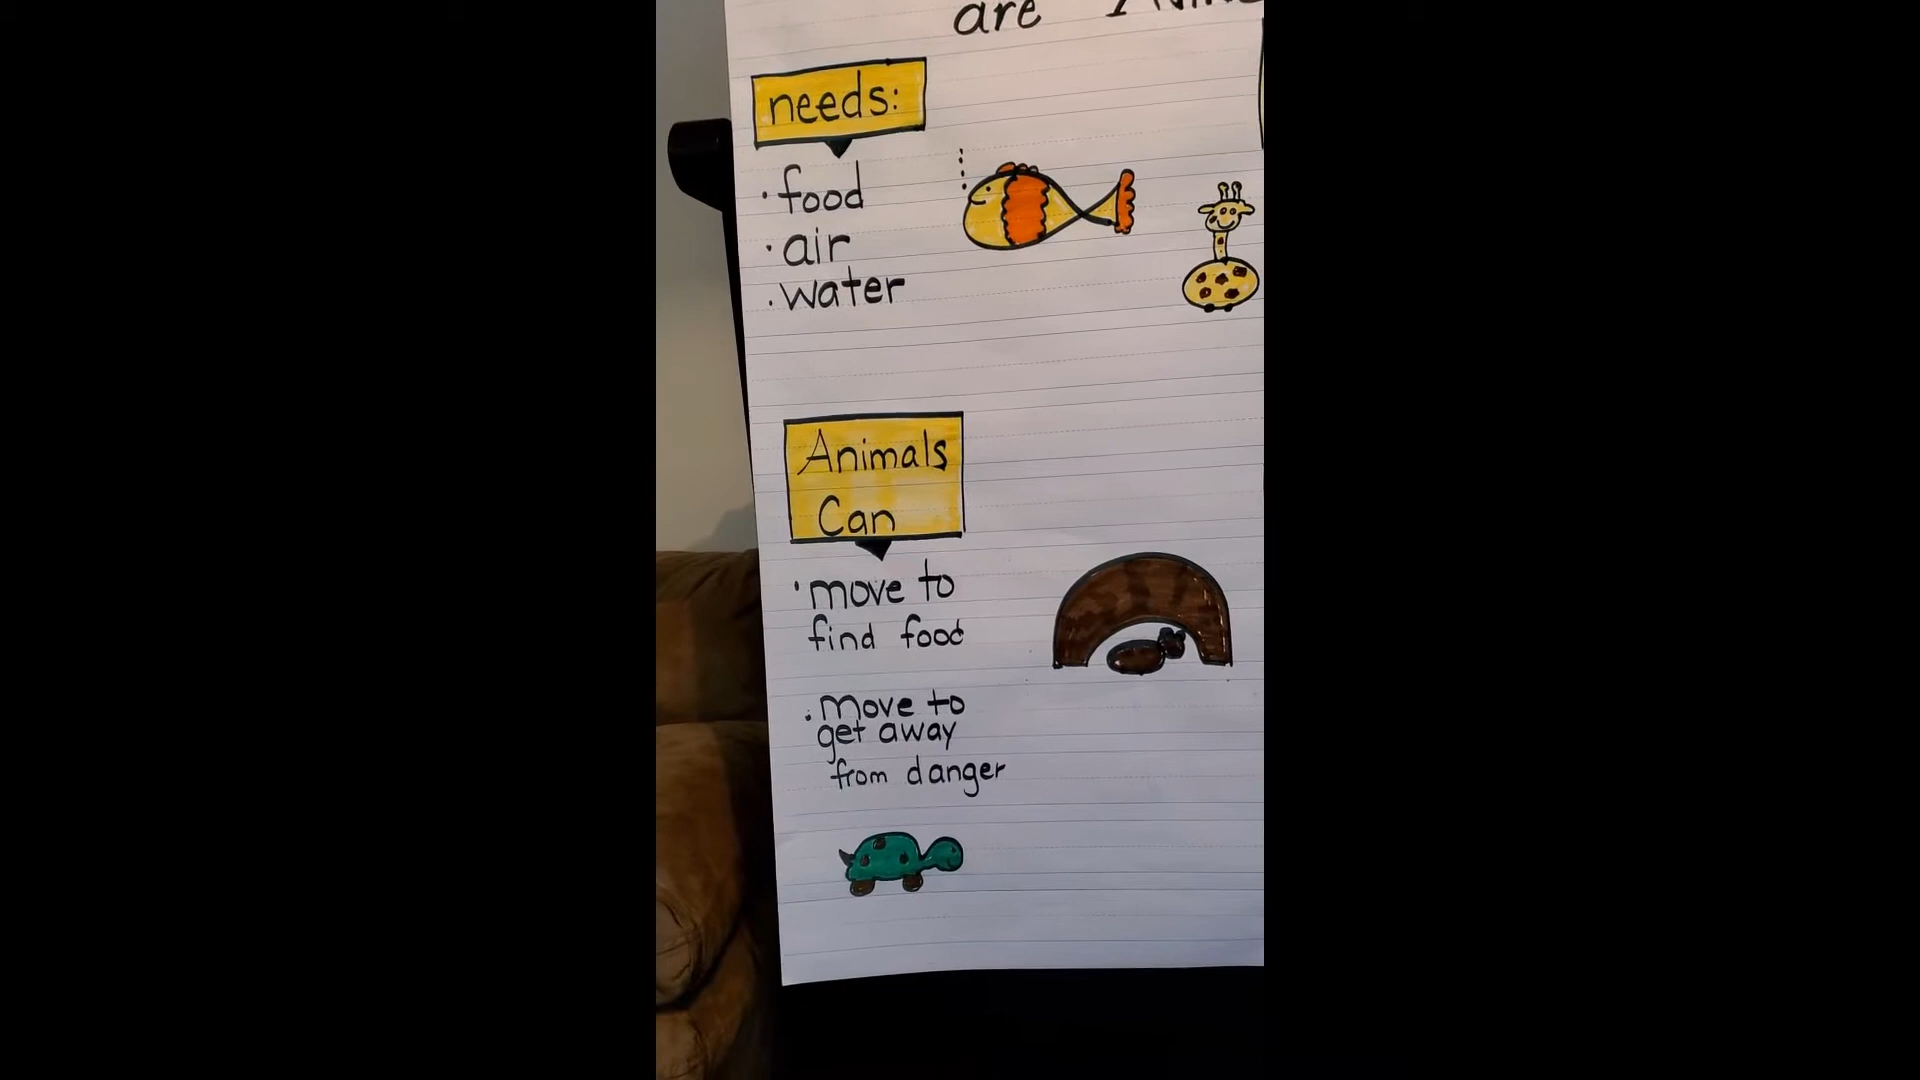 are
needs:
· food
· air
· water
Animals
Can
· move to
find food
· move to
get away
from danger